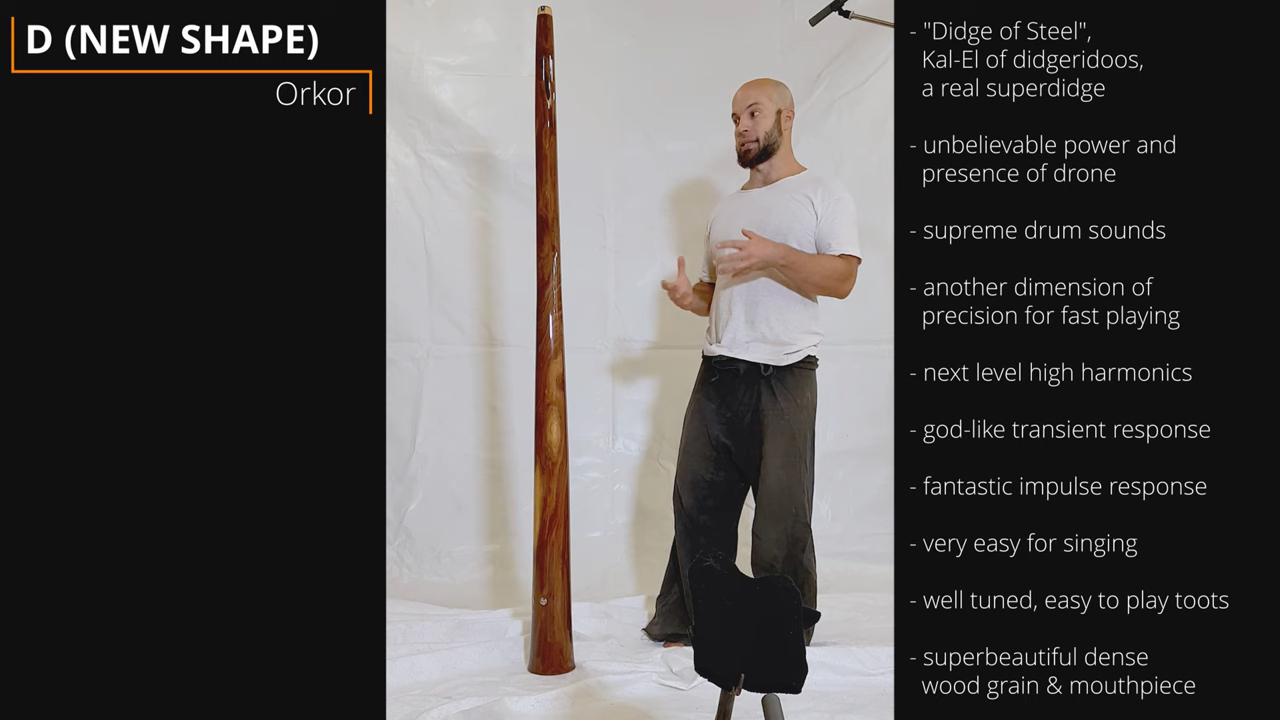 D (NEW SHAPE)
Orkor
- "Didge of Steel",
Kal-El of didgeridoos,
a real superdidge
- unbelievable power and
presence of drone
- supreme drum sounds
- another dimension of
precision for fast playing
- next level high harmonics
- god-like transient response
- fantastic impulse response
- very easy for singing
- well tuned, easy to play toots
- superbeautiful dense
wood grain & mouthpiece